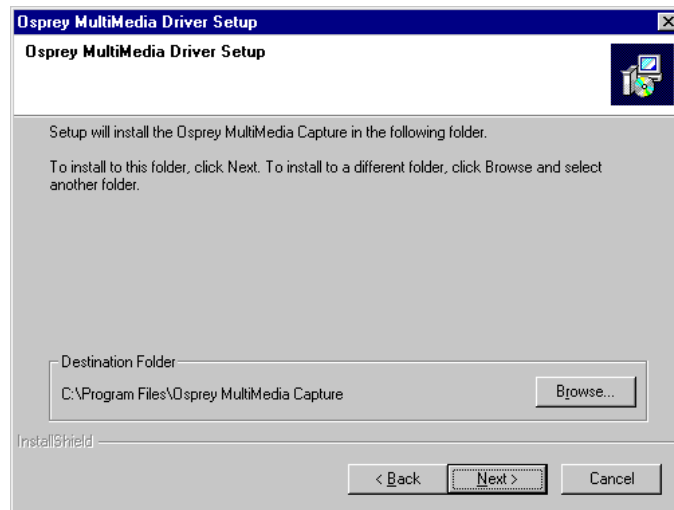 Osprey MultiMedia Driver Setup
Osprey MultiMedia Driver Setup
Setup will install the Osprey MultiMedia Capture in the following folder.
To install to this folder, click Next. To install to a different folder, click Browse and select
another folder.
Destination Folder
C:\Program Files\Osprey MultiMedia Capture
Browse...
InstallShield
< Back
Next >
Cancel